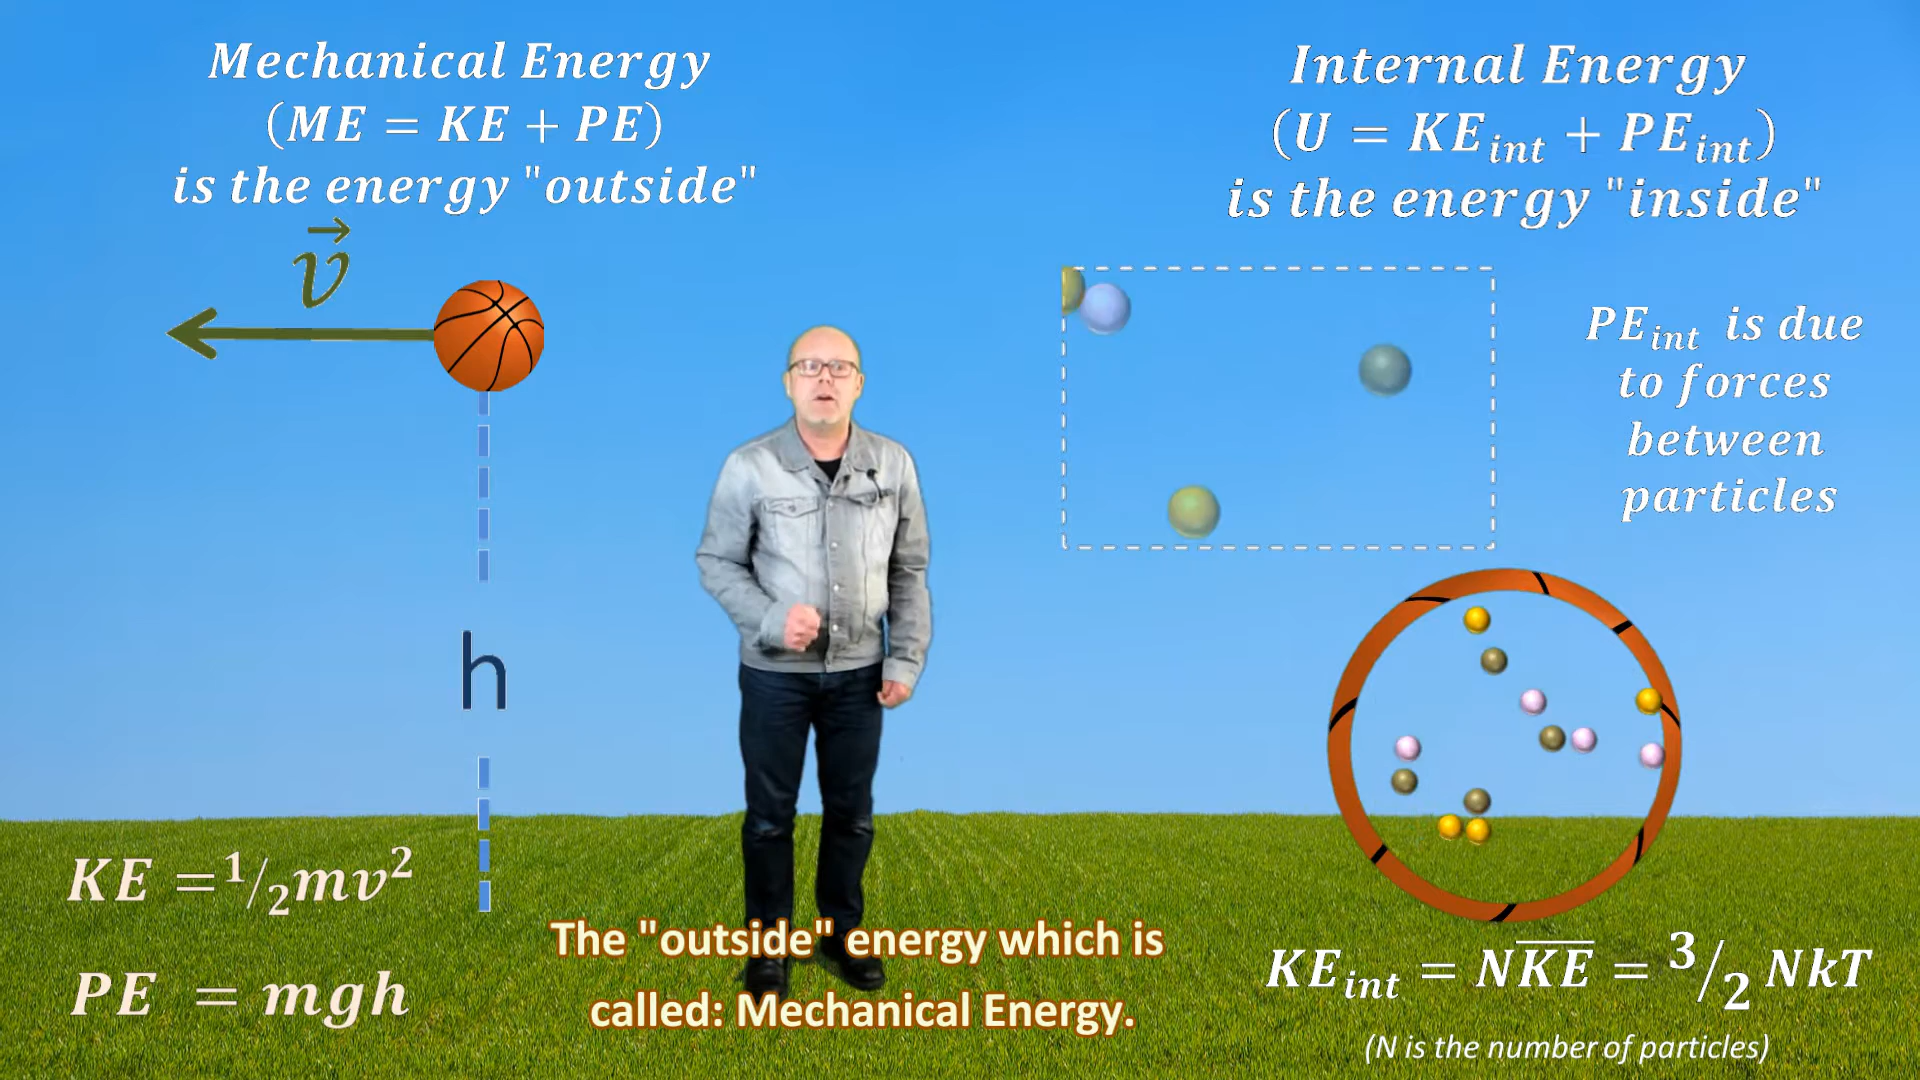 Mechanical Energy
(ME = KE + PE)
is the energy "outside"
v⃗
h
KE =¹/₂mv²
PE = mgh
The "outside" energy which is
called: Mechanical Energy.
Internal Energy
(U = KE_int + PE_int)
is the energy "inside"
PE_int is due
to forces
between
particles
KE_int = N\overline{KE} = ³/₂ NkT
(N is the number of particles)